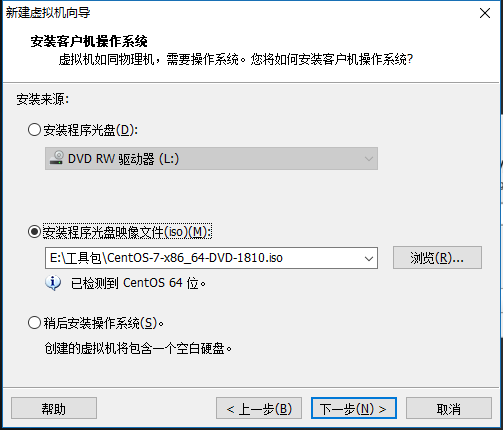 新建虚拟机向导
安装客户机操作系统
虚拟机如同物理机，需要操作系统。您将如何安装客户机操作系统?
安装来源:
安装程序光盘(D):
DVD RW 驱动器 (L:)
安装程序光盘映像文件(iso)(M):
E:\工具包\CentOS-7-x86_64-DVD-1810.iso
浏览(R)...
已检测到 CentOS 64 位。
稍后安装操作系统(S)。
创建的虚拟机将包含一个空白硬盘。
帮助
< 上一步(B)
下一步(N) >
取消